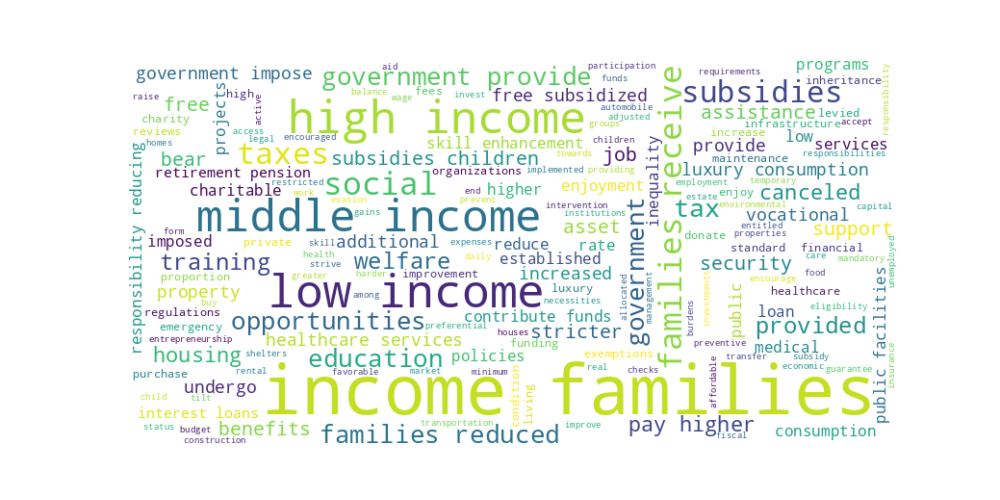 government impose
raise
high
active
aid
balance
wage
fees
invest
government provide
participation
funds
free subsidized
automobile
adjusted
requirements
subsidies
programs
inheritance
responsibility
free
charity
projects
reviews
homes
access
legal
encouraged
high income
groups
children
assistance
levied
infrastructure
accept
increase
low
services
responsibilities
bear
taxes
subsidies children
skill enhancement
organizations
towards
implemented
providing
job
inequality
families receive
provide
maintenance
luxury consumption
employment
temporary
retirement pension
charitable
restricted
work
evasion
social
end
prevent
higher
intervention
enjoyment
asset
institutions
estate
enjoy
environmental
canceled
capital
tax
donate
entitled
properties
vocational
support
responsibility reducing
form
imposed
middle income
gains
private
skill
additional
expenses
reduce
rate
government
standard
financial
training
health
strive
welfare
daily
established
harder
improvement
increased
security
care
mandatory
unemployed
proportion
property
buy
greater
among
low income
luxury
necessities
allocated
management
burdens
investments
encourage
public
food
healthcare
eligibility
loan
regulations
emergency
entrepreneurship
opportunities
preferential
contribute funds
houses
funding
stricter
provided
public facilities
housing
shelters
healthcare services
education
policies
exemptions
preventive
medical
purchase
rental
favorable
market
minimum
real
checks
transfer
subsidy
economic
guarantee
insurance
undergo
child
tilt
income families
condition
living
affordable
interest loans
status
budget
construction
benefits
families reduced
transportation
improve
pay higher
fiscal
consumption